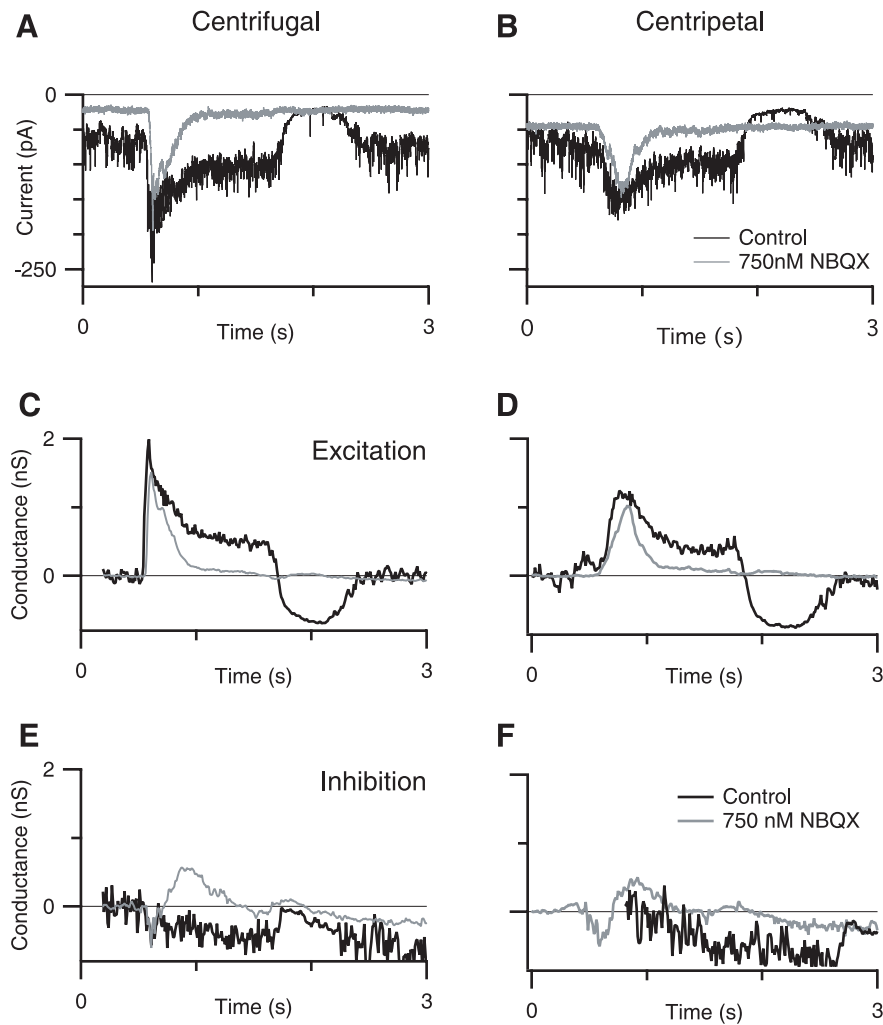 A
Centrifugal
B
Centripetal
Current (pA)
0
-250
Control
750nM NBQX
0
3
Time (s)
0
3
Time (s)
C
D
Conductance (nS)
2
0
Excitation
0
3
Time (s)
0
3
Time (s)
E
F
Conductance (nS)
2
0
Inhibition
Control
750 nM NBQX
0
3
Time (s)
0
3
Time (s)